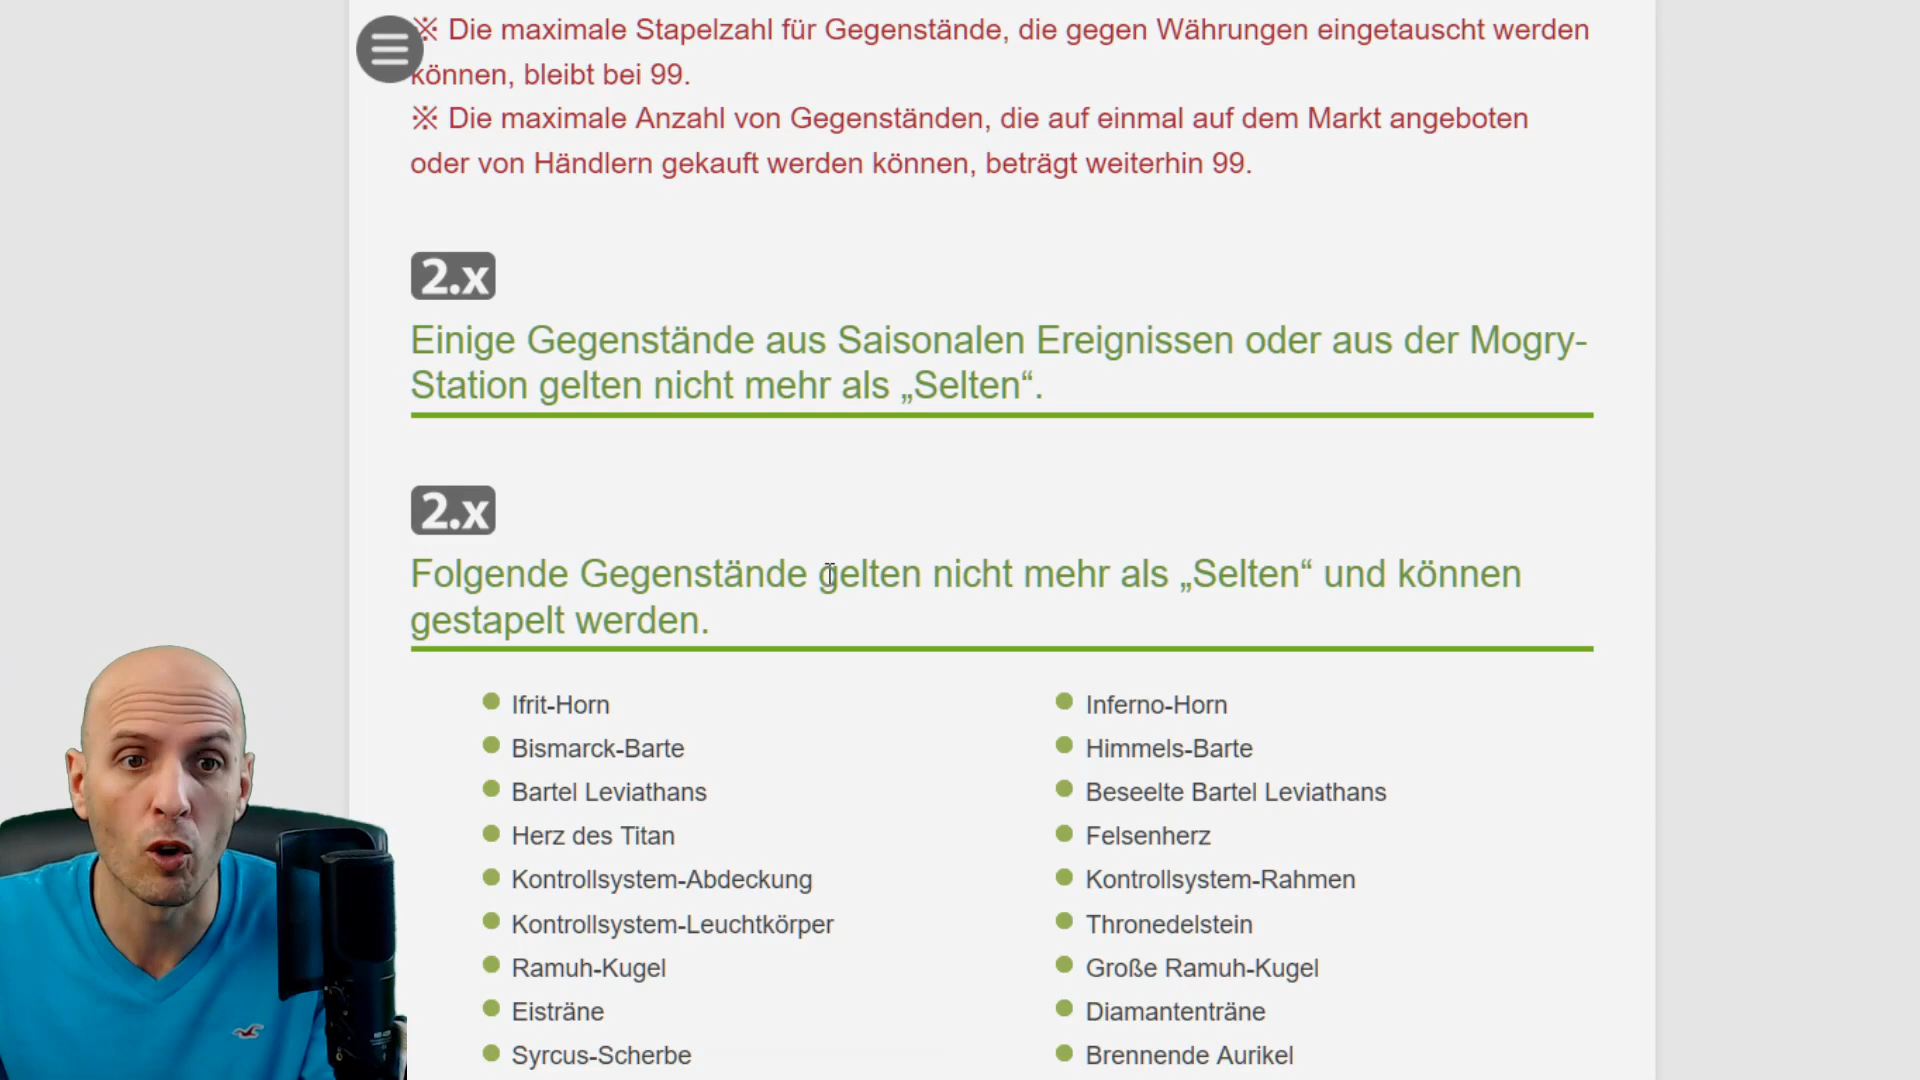 ※ Die maximale Stapelzahl für Gegenstände, die gegen Währungen eingetauscht werden
können, bleibt bei 99.
※ Die maximale Anzahl von Gegenständen, die auf einmal auf dem Markt angeboten
oder von Händlern gekauft werden können, beträgt weiterhin 99.
2.x
Einige Gegenstände aus Saisonalen Ereignissen oder aus der Mogry-
Station gelten nicht mehr als „Selten“.
2.x
Folgende Gegenstände gelten nicht mehr als „Selten“ und können
gestapelt werden.
Ifrit-Horn
Inferno-Horn
Bismarck-Barte
Himmels-Barte
Bartel Leviathans
Beseelte Bartel Leviathans
Herz des Titan
Felsenherz
Kontrollsystem-Abdeckung
Kontrollsystem-Rahmen
Kontrollsystem-Leuchtkörper
Thronedelstein
Ramuh-Kugel
Große Ramuh-Kugel
Eisträne
Diamantenträne
Syrcus-Scherbe
Brennende Aurikel